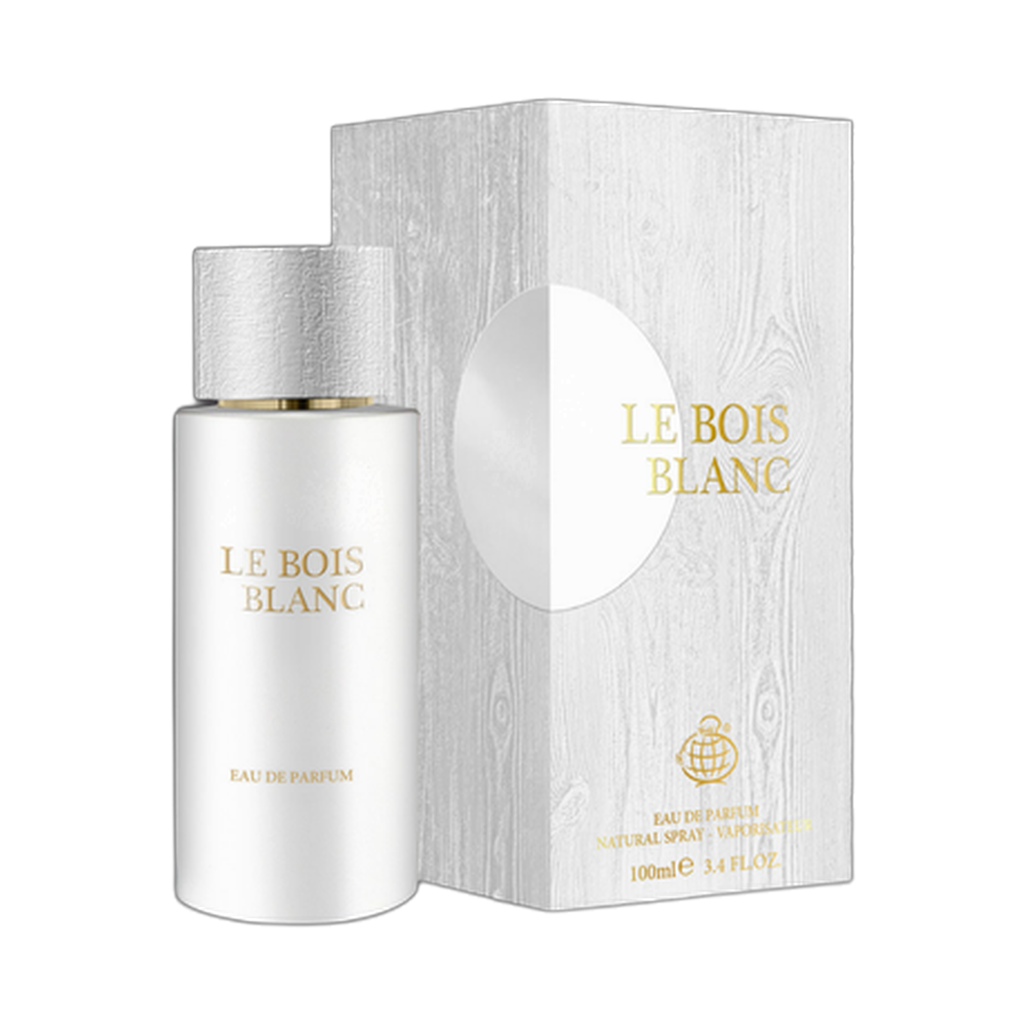 LE BOIS
BLANC
EAU DE PARFUM
LE BOIS
BLANC
EAU DE PARFUM
NATURAL SPRAY - VAPORISATEUR
100ml e 3.4 FL.OZ.